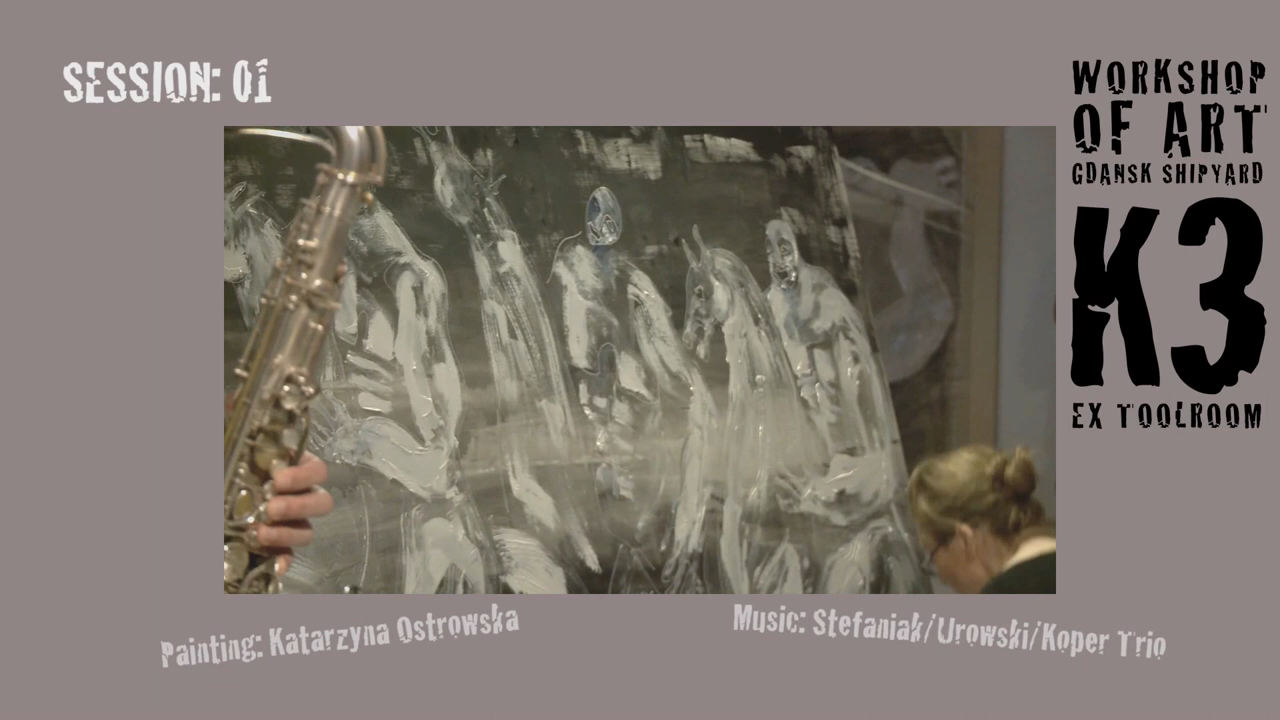 SESSION: 01
WORKSHOP
OF ART
GDANSK SHIPYARD
K3
EX TOOLROOM
Painting: Katarzyna Ostrowska
Music: Stefaniak/Urowski/Koper Trio